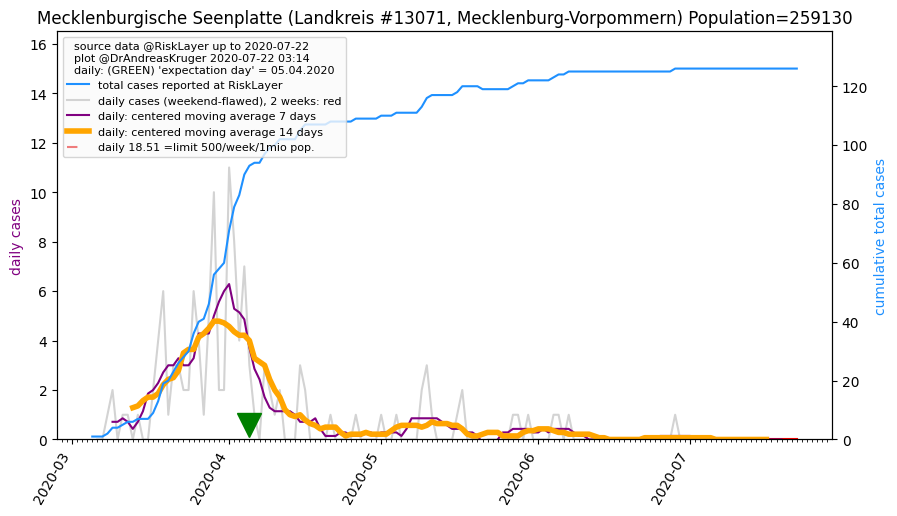 Mecklenburgische Seenplatte (Landkreis #13071, Mecklenburg-Vorpommern) Population=259130
source data @RiskLayer up to 2020-07-22
plot @DrAndreasKruger 2020-07-22 03:14
daily: (GREEN) 'expectation day' = 05.04.2020
total cases reported at RiskLayer
daily cases (weekend-flawed), 2 weeks: red
daily: centered moving average 7 days
daily: centered moving average 14 days
daily 18.51 =limit 500/week/1mio pop.
daily cases
16
14
12
10
8
6
4
2
0
cumulative total cases
120
100
80
60
40
20
0
2020-03
2020-04
2020-05
2020-06
2020-07